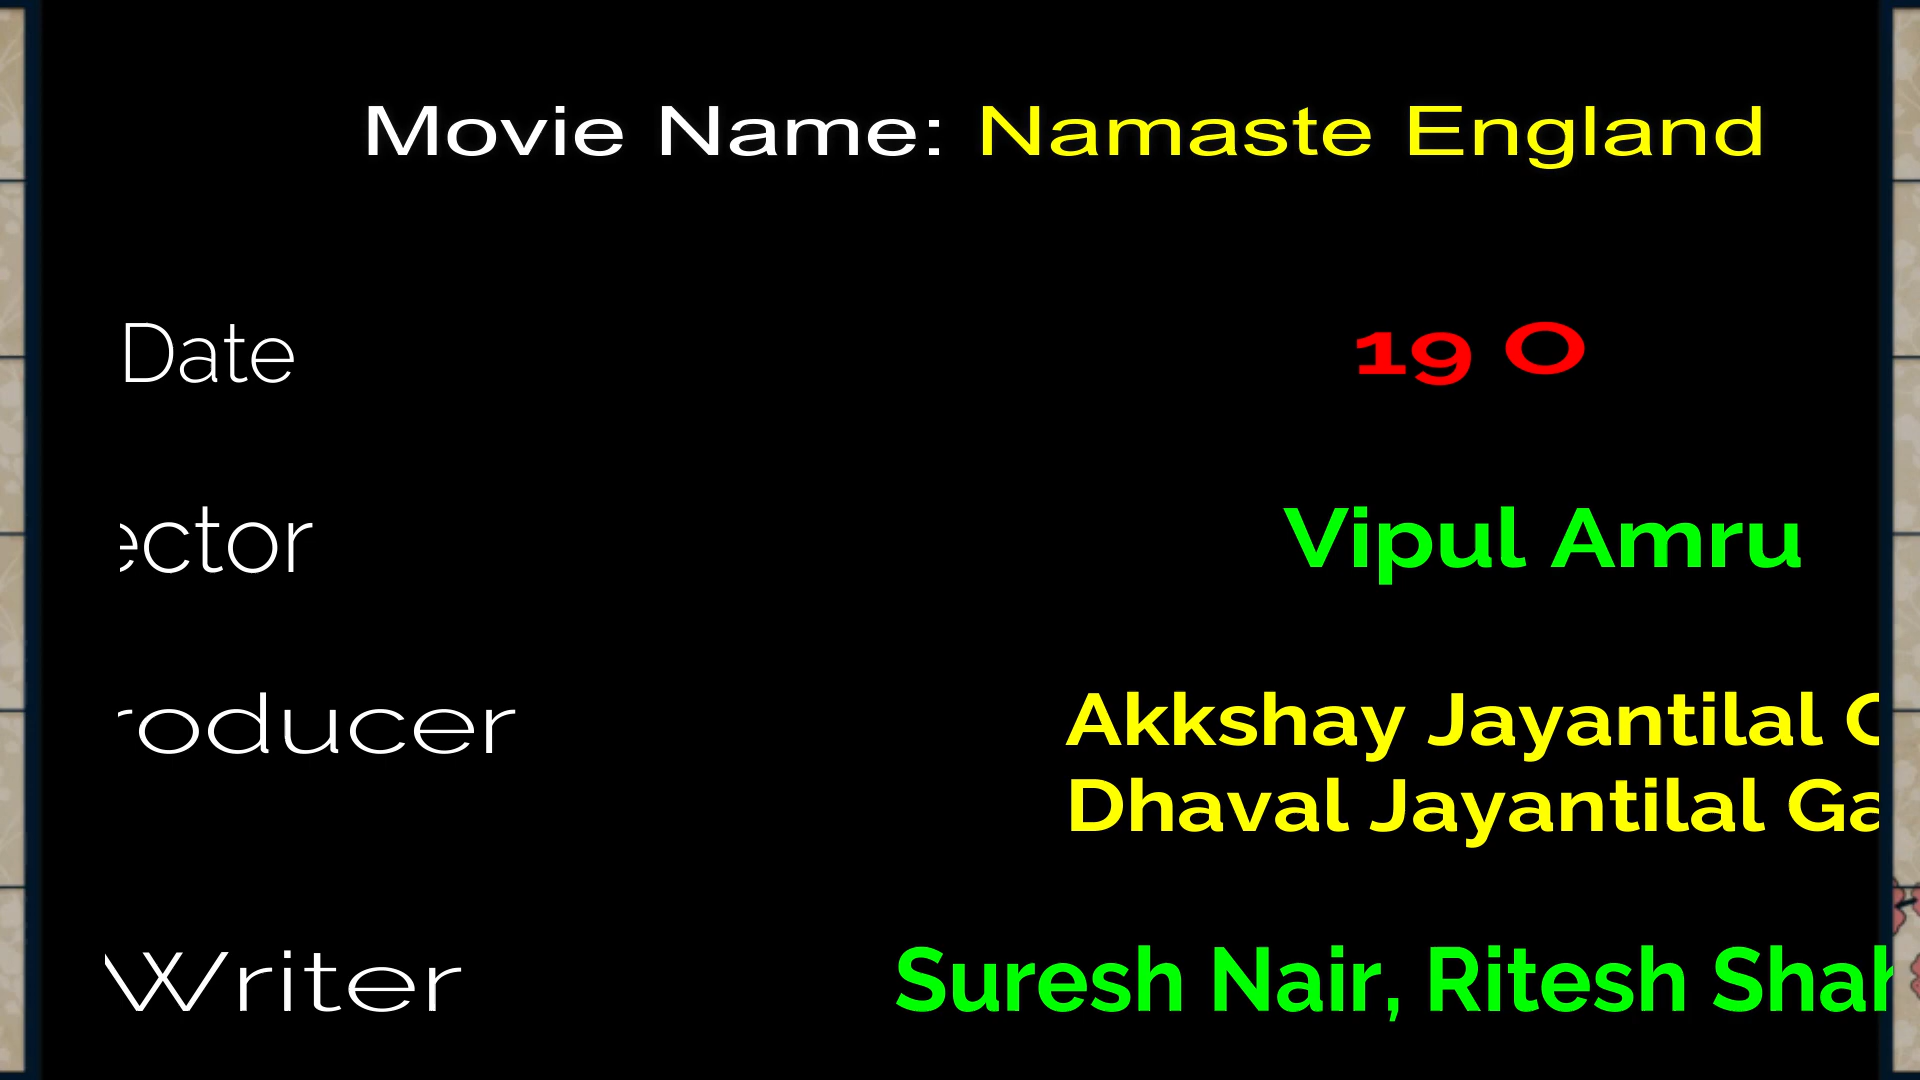 Movie Name: Namaste England
Date 19 O
ector Vipul Amru
roducer Akkshay Jayantilal
Dhaval Jayantilal Ga
Writer Suresh Nair, Ritesh Shah